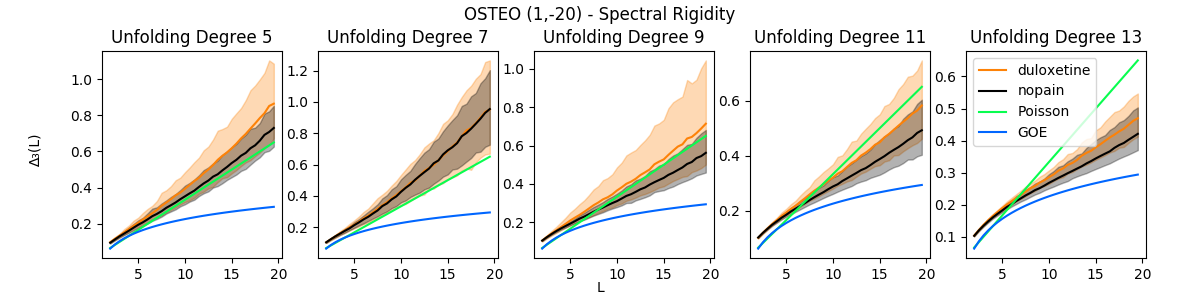 OSTEO (1,-20) - Spectral Rigidity
Unfolding Degree 5
Unfolding Degree 7
Unfolding Degree 9
Unfolding Degree 11
Unfolding Degree 13
Δ₃(L)
1.0
0.8
0.6
0.4
0.2
5 10 15 20
1.2
1.0
0.8
0.6
0.4
0.2
5 10 15 20
1.0
0.8
0.6
0.4
0.2
5 10 15 20
0.6
0.4
0.2
5 10 15 20
0.6
0.5
0.4
0.3
0.2
0.1
5 10 15 20
duloxetine
nopain
Poisson
GOE
L